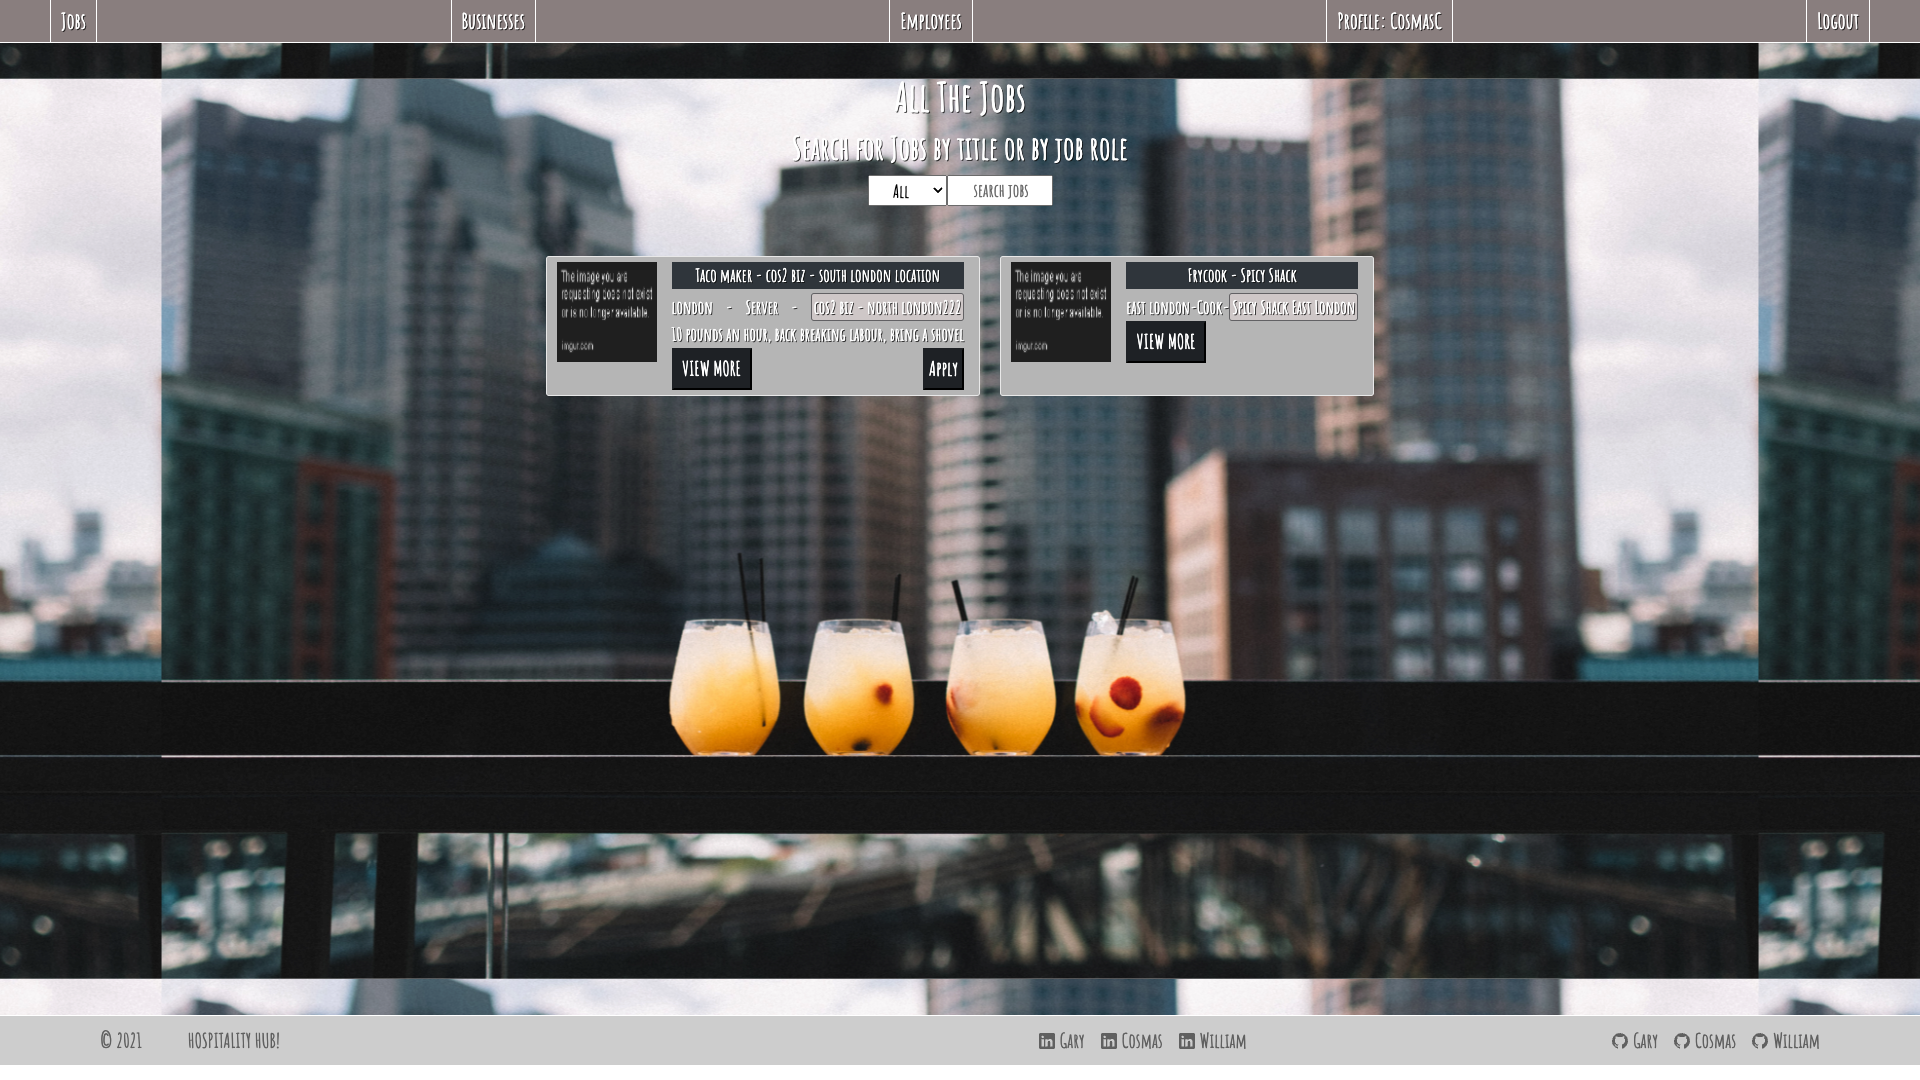 Jobs Businesses Employees Profile: CosmasC Logout
All The Jobs
Search for Jobs by title or by job role
All search jobs
The image you are
requesting does not exist
or is no longer available.
imgur.com
Taco maker - cos2 biz - south london location
london - Server - cos2 biz - north london222
10 pounds an hour, back breaking labour, bring a shovel
VIEW MORE Apply
The image you are
requesting does not exist
or is no longer available.
imgur.com
Frycook - Spicy Shack
east london-Cook-Spicy Shack East London
VIEW MORE
© 2021 HOSPITALITY HUB! Gary Cosmas William Gary Cosmas William